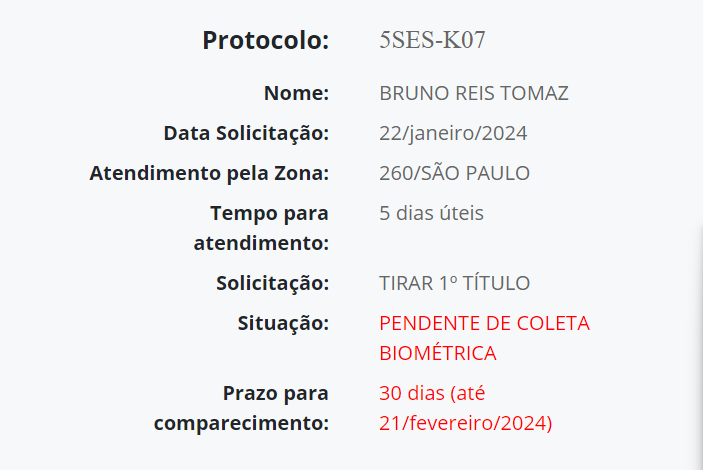 Protocolo: 5SES-K07
Nome: BRUNO REIS TOMAZ
Data Solicitação: 22/janeiro/2024
Atendimento pela Zona: 260/SÃO PAULO
Tempo para
atendimento: 5 dias úteis
Solicitação: TIRAR 1º TÍTULO
Situação: PENDENTE DE COLETA
BIOMÉTRICA
Prazo para
comparecimento: 30 dias (até
21/fevereiro/2024)